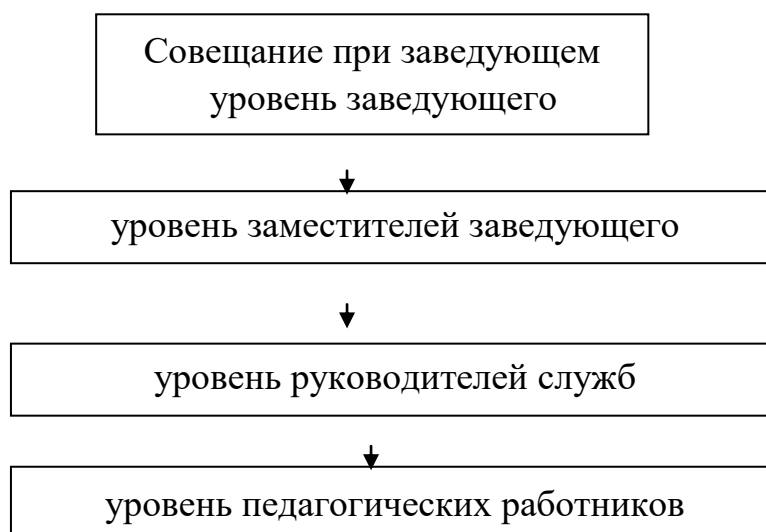 Совещание при заведующем
уровень заведующего
уровень заместителей заведующего
уровень руководителей служб
уровень педагогических работников